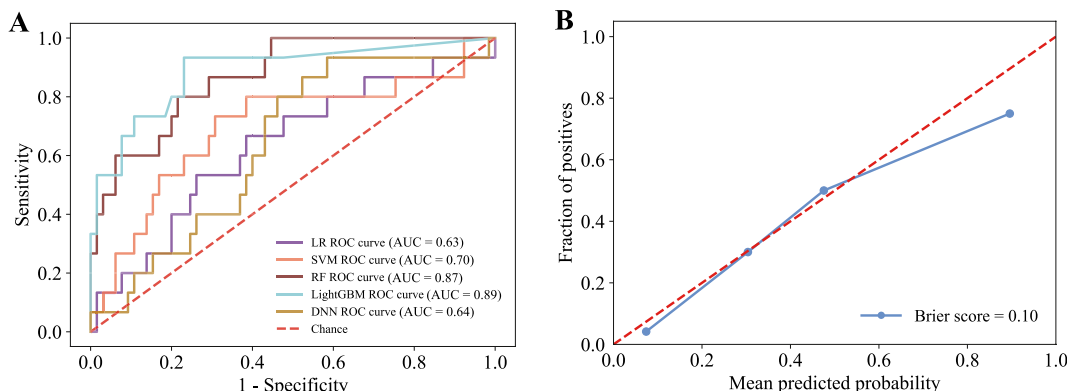 A
1.0
0.8
0.6
0.4
0.2
0.0
Sensitivity
LR ROC curve (AUC = 0.63)
SVM ROC curve (AUC = 0.70)
RF ROC curve (AUC = 0.87)
LightGBM ROC curve (AUC = 0.89)
DNN ROC curve (AUC = 0.64)
Chance
0.0 0.2 0.4 0.6 0.8 1.0
1 - Specificity
B
1.0
0.8
0.6
0.4
0.2
0.0
Fraction of positives
Brier score = 0.10
0.0 0.2 0.4 0.6 0.8 1.0
Mean predicted probability